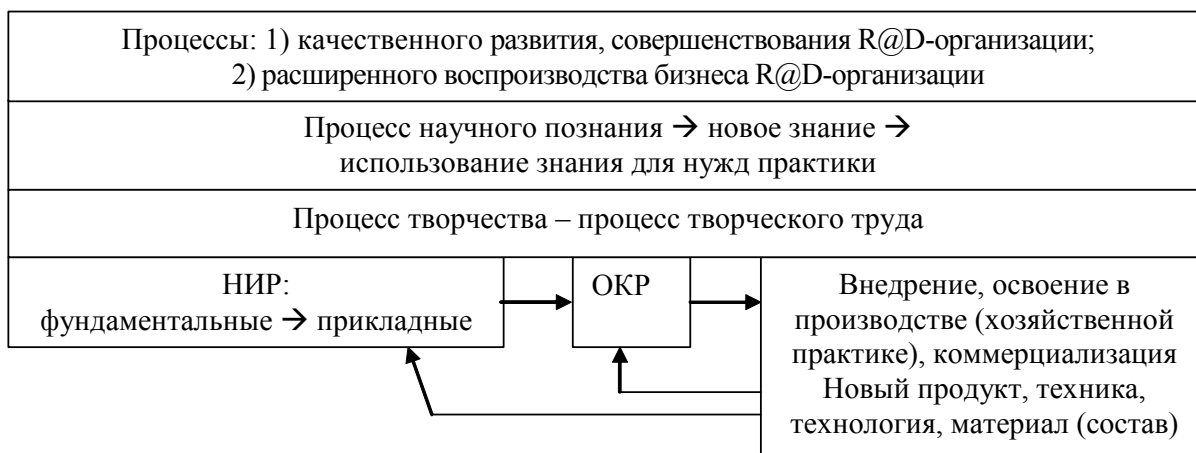 Процессы: 1) качественного развития, совершенствования R@D-организации;
2) расширенного воспроизводства бизнеса R@D-организации
Процесс научного познания → новое знание →
использование знания для нужд практики
Процесс творчества – процесс творческого труда
НИР:
фундаментальные → прикладные
ОКР
Внедрение, освоение в
производстве (хозяйственной
практике), коммерциализация
Новый продукт, техника,
технология, материал (состав)